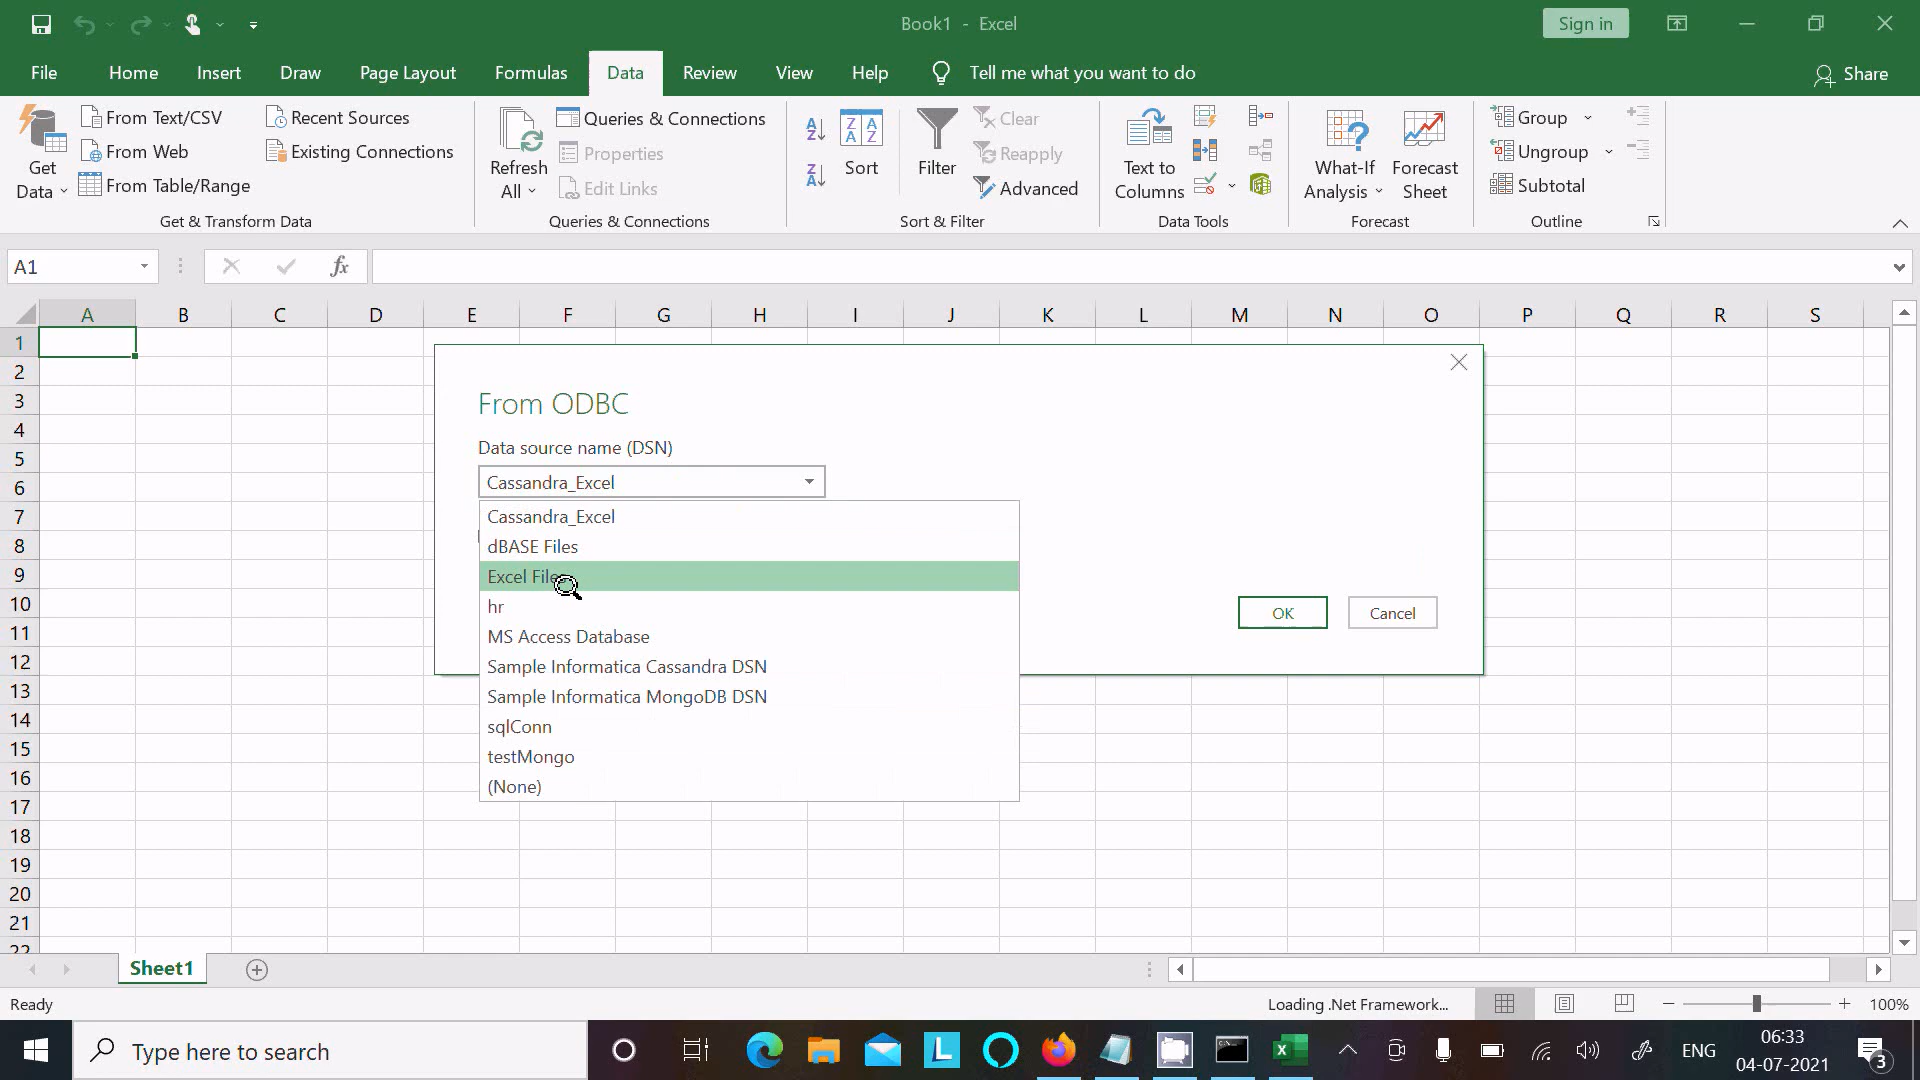 Book1 - Excel
Sign in
File Home Insert Draw Page Layout Formulas Data Review View Help Tell me what you want to do Share
Get Data
From Text/CSV
From Web
From Table/Range
Recent Sources
Existing Connections
Get & Transform Data
Refresh All
Queries & Connections
Properties
Edit Links
Queries & Connections
Sort
Filter
Clear
Reapply
Advanced
Sort & Filter
Text to Columns
Data Tools
What-If Analysis
Forecast Sheet
Forecast
Group
Ungroup
Subtotal
Outline
A1
fx
A B C D E F G H I J K L M N O P Q R S
1
2
3
4
5
6
7
8
9
10
11
12
13
14
15
16
17
18
19
20
21
22
From ODBC
Data source name (DSN)
Cassandra_Excel
Cassandra_Excel
dBASE Files
Excel Files
hr
MS Access Database
Sample Informatica Cassandra DSN
Sample Informatica MongoDB DSN
sqlConn
testMongo
(None)
OK
Cancel
Sheet1
Ready
Loading .Net Framework...
100%
Type here to search
ENG
06:33
04-07-2021
3